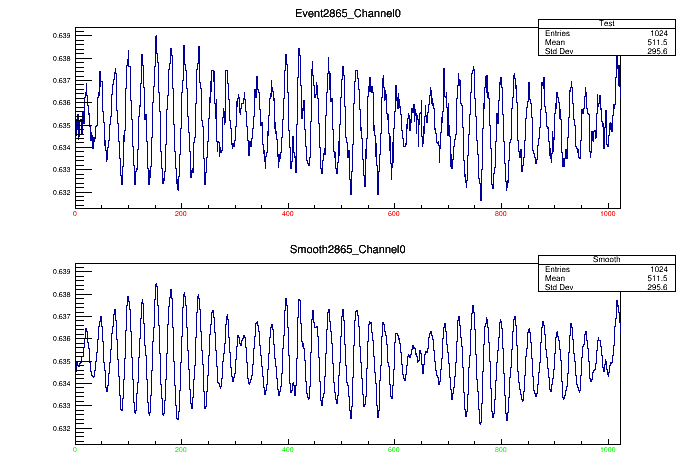 Event2865_Channel0
Test
Entries 1024
Mean 511.5
Std Dev 295.6
0.639
0.638
0.637
0.636
0.635
0.634
0.633
0.632
0 200 400 600 800 1000
Smooth2865_Channel0
Smooth
Entries 1024
Mean 511.5
Std Dev 295.6
0.639
0.638
0.637
0.636
0.635
0.634
0.633
0.632
0 200 400 600 800 1000